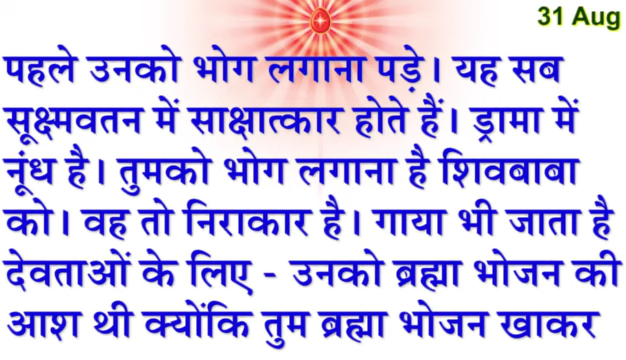 31 Aug
पहले उनको भोग लगाना पड़े। यह सब
सूक्ष्मवतन में साक्षात्कार होते हैं। ड्रामा में
नूंध है। तुमको भोग लगाना है शिवबाबा
को। वह तो निराकार है। गाया भी जाता है
देवताओं के लिए - उनको ब्रह्मा भोजन की
आश थी क्योंकि तुम ब्रह्मा भोजन खाकर